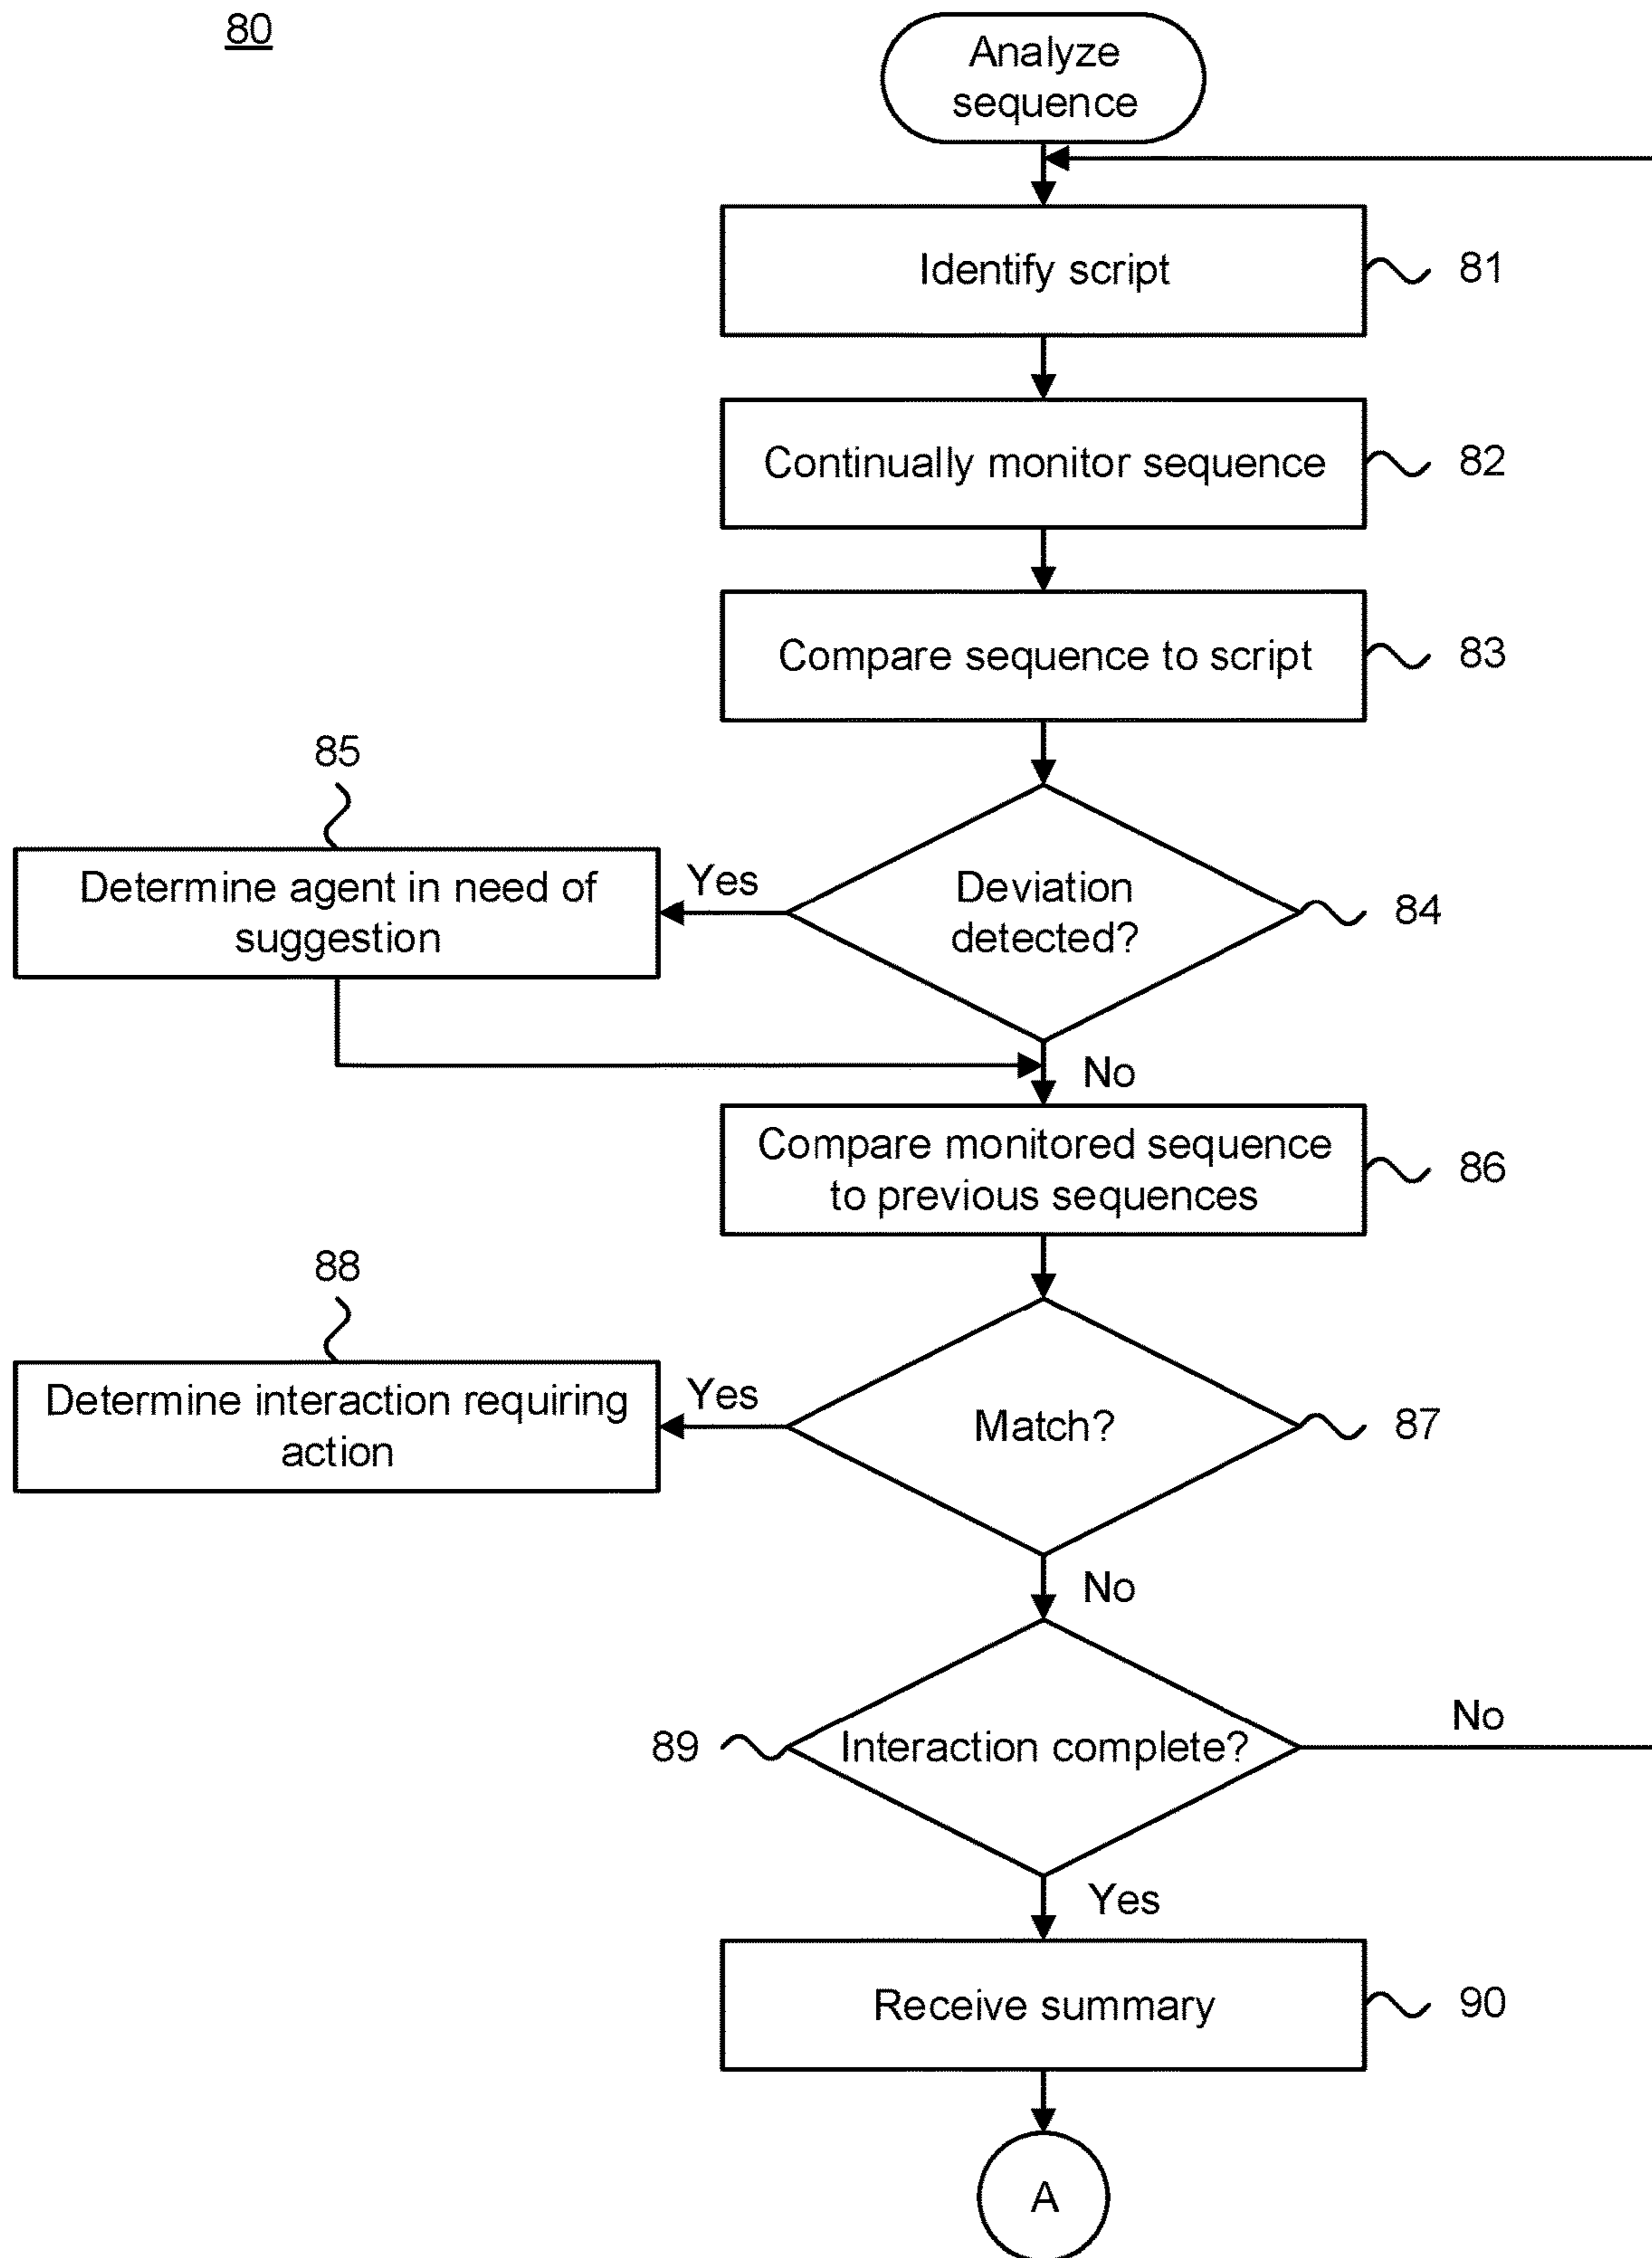 80
Analyze
sequence
Identify script
81
Continually monitor sequence
82
Compare sequence to script
83
85
Determine agent in need of
suggestion
Yes
Deviation
detected?
84
No
Compare monitored sequence
to previous sequences
86
88
Determine interaction requiring
action
Yes
Match?
87
No
89
Interaction complete?
No
Yes
Receive summary
90
A